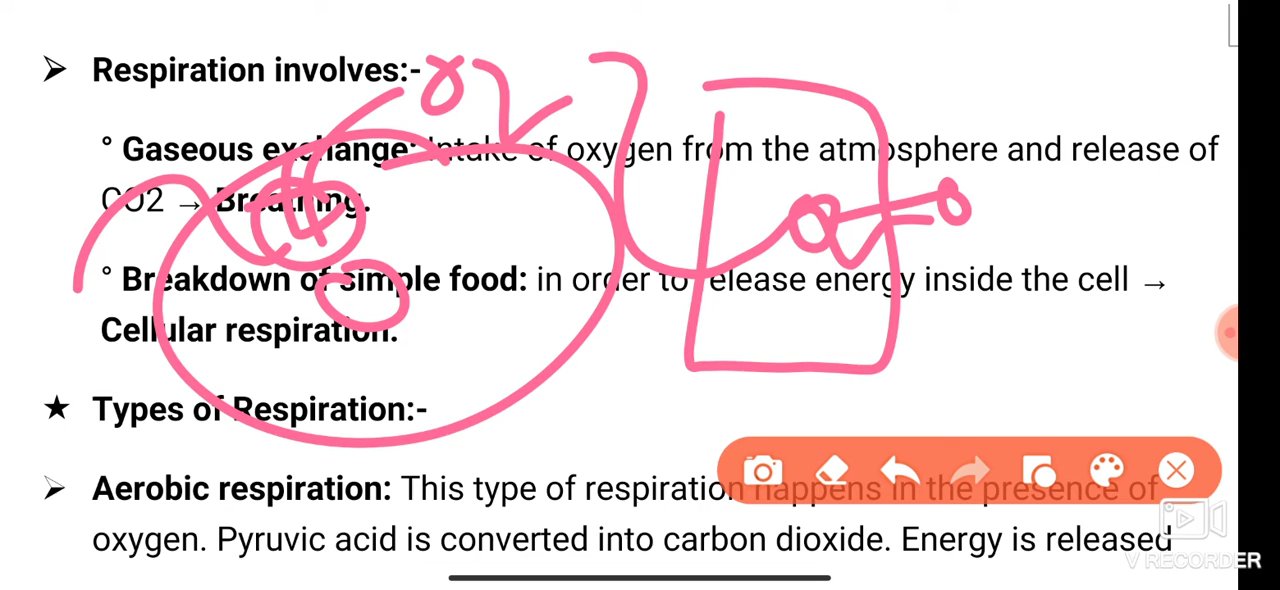 ➢ Respiration involves:-
° Gaseous exchange: Intake of oxygen from the atmosphere and release of
CO2 → Breathing.
° Breakdown of simple food: in order to release energy inside the cell →
Cellular respiration.
★ Types of Respiration:-
➢ Aerobic respiration: This type of respiration happens in the presence of
oxygen. Pyruvic acid is converted into carbon dioxide. Energy is released
V RECORDER